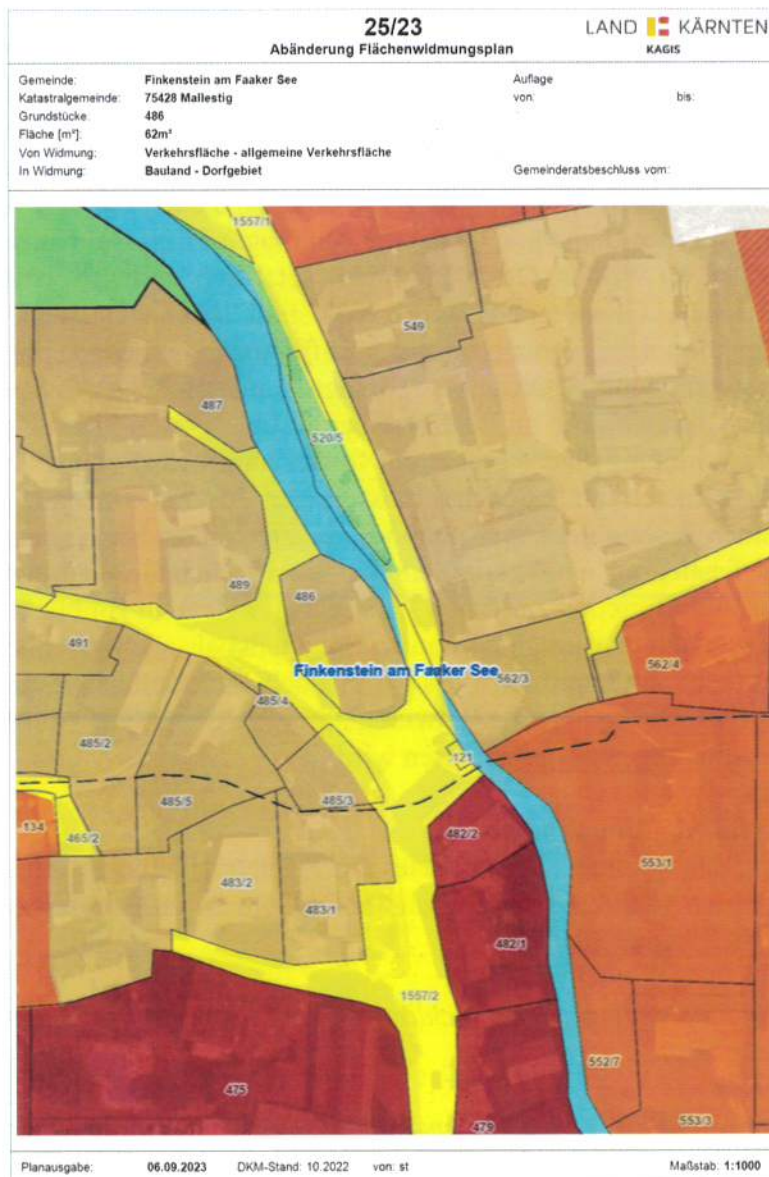 25/23
Abänderung Flächenwidmungsplan
LAND KÄRNTEN
KAGIS
Gemeinde: Finkenstein am Faaker See
Katastralgemeinde: 75428 Mallestig
Grundstücke: 486
Fläche [m²]: 62m²
Von Widmung: Verkehrsfläche - allgemeine Verkehrsfläche
In Widmung: Bauland - Dorfgebiet
Auflage
von: bis:
Gemeinderatsbeschluss vom:
1557/1
549
487
520/5
489
486
491
Finkenstein am Faaker See
562/3
562/4
485/4
485/2
.121
485/5
485/3
134
465/2
482/2
553/1
483/2
483/1
482/1
1557/2
552/7
475
479
553/3
Planausgabe: 06.09.2023 DKM-Stand: 10.2022 von: st Maßstab: 1:1000